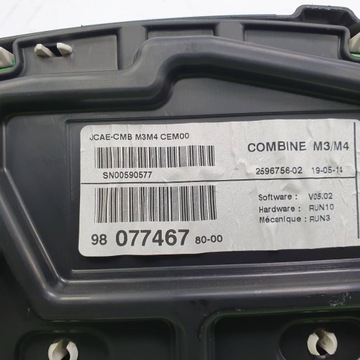 JCAE-CMB M3M4 CEM00
COMBINE M3/M4
SN00590577
2596756-02 19-05-14
Software : V05.02
Hardware : RUN10
Mécanique : RUN3
98 077467 80-00